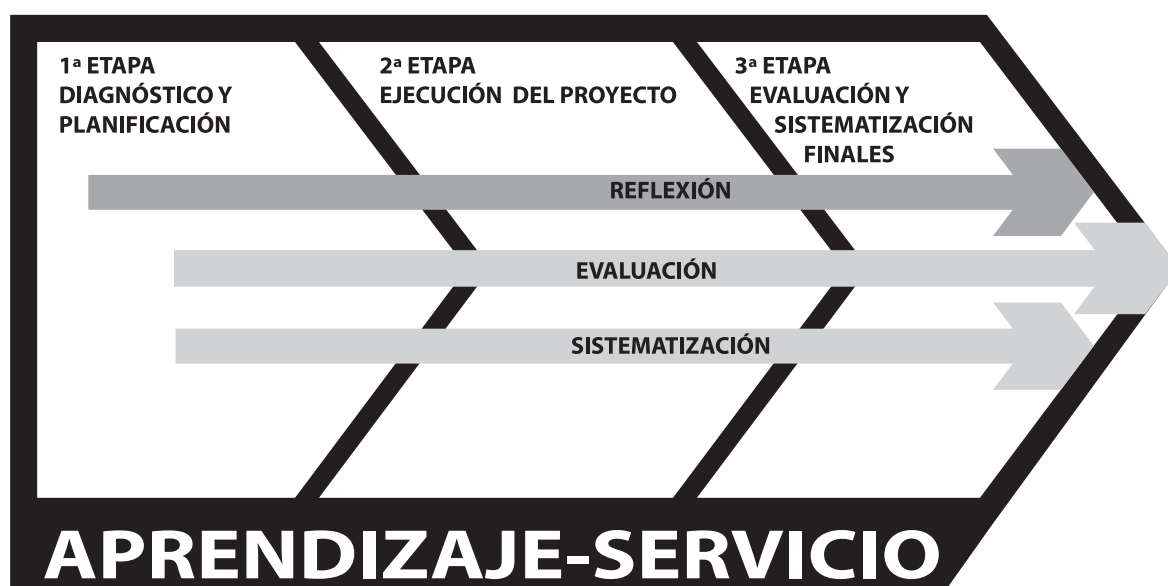 1ª ETAPA
DIAGNÓSTICO Y
PLANIFICACIÓN
2ª ETAPA
EJECUCIÓN DEL PROYECTO
3ª ETAPA
EVALUACIÓN Y
SISTEMATIZACIÓN
FINALES
REFLEXIÓN
EVALUACIÓN
SISTEMATIZACIÓN
APRENDIZAJE-SERVICIO